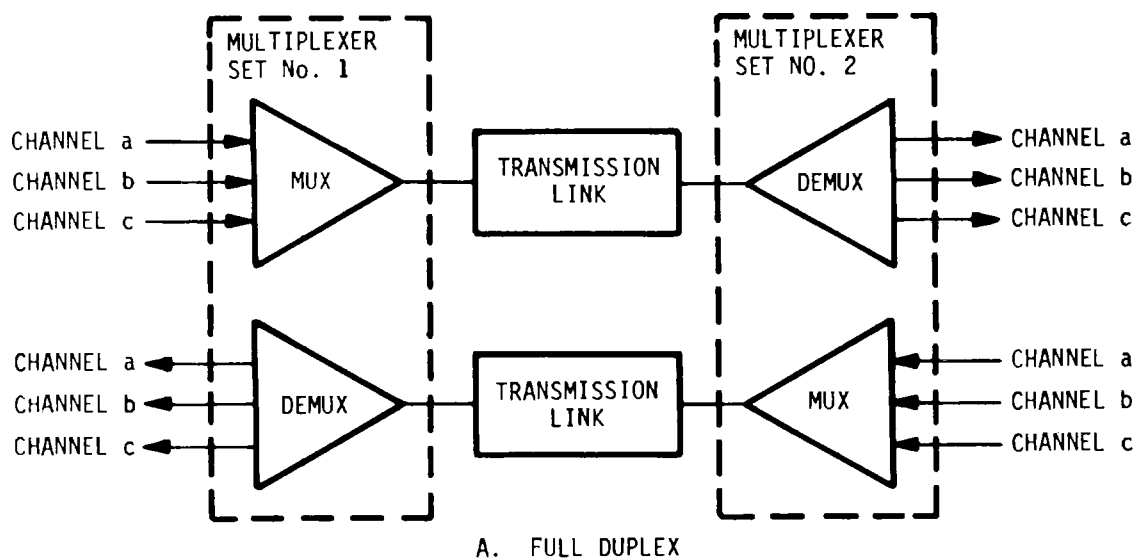 MULTIPLEXER
SET No. 1
MULTIPLEXER
SET NO. 2
CHANNEL a
CHANNEL b
CHANNEL c
MUX
TRANSMISSION
LINK
DEMUX
CHANNEL a
CHANNEL b
CHANNEL c
CHANNEL a
CHANNEL b
CHANNEL c
DEMUX
TRANSMISSION
LINK
MUX
CHANNEL a
CHANNEL b
CHANNEL c
A. FULL DUPLEX